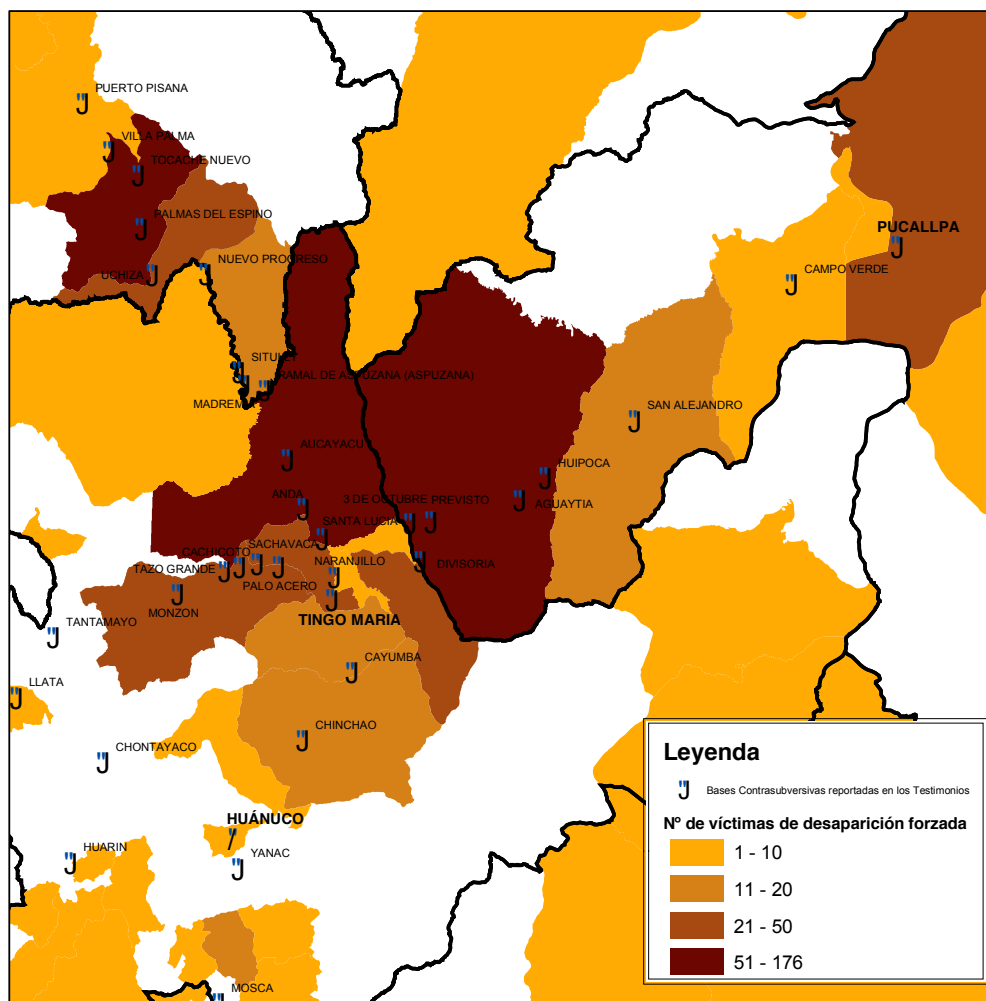 PUERTO PISANA
VILLA PALMA
TOCACHE NUEVO
PALMAS DEL ESPINO
PUCALLPA
UCHIZA
NUEVO PROGRESO
CAMPO VERDE
RAMAL DE ASPUZANA (ASPUZANA)
SAN ALEJANDRO
AUCAYACU
HUIPOCA
ANDA
3 DE OCTUBRE PREVISTO
AGUAYTIA
SANTA LUCIA
SACHAVACA
CACHICOTO
NARANJILLO
DIVISORIA
TAZO GRANDE
PALO ACERO
MONZON
TINGO MARIA
TANTAMAYO
CAYUMBA
LLATA
CHINCHAO
CHONTAYACO
HUÁNUCO
HUARIN
YANAC
MOSCA
Leyenda
Bases Contrasubversivas reportadas en los Testimonios
Nº de víctimas de desaparición forzada
1 - 10
11 - 20
21 - 50
51 - 176